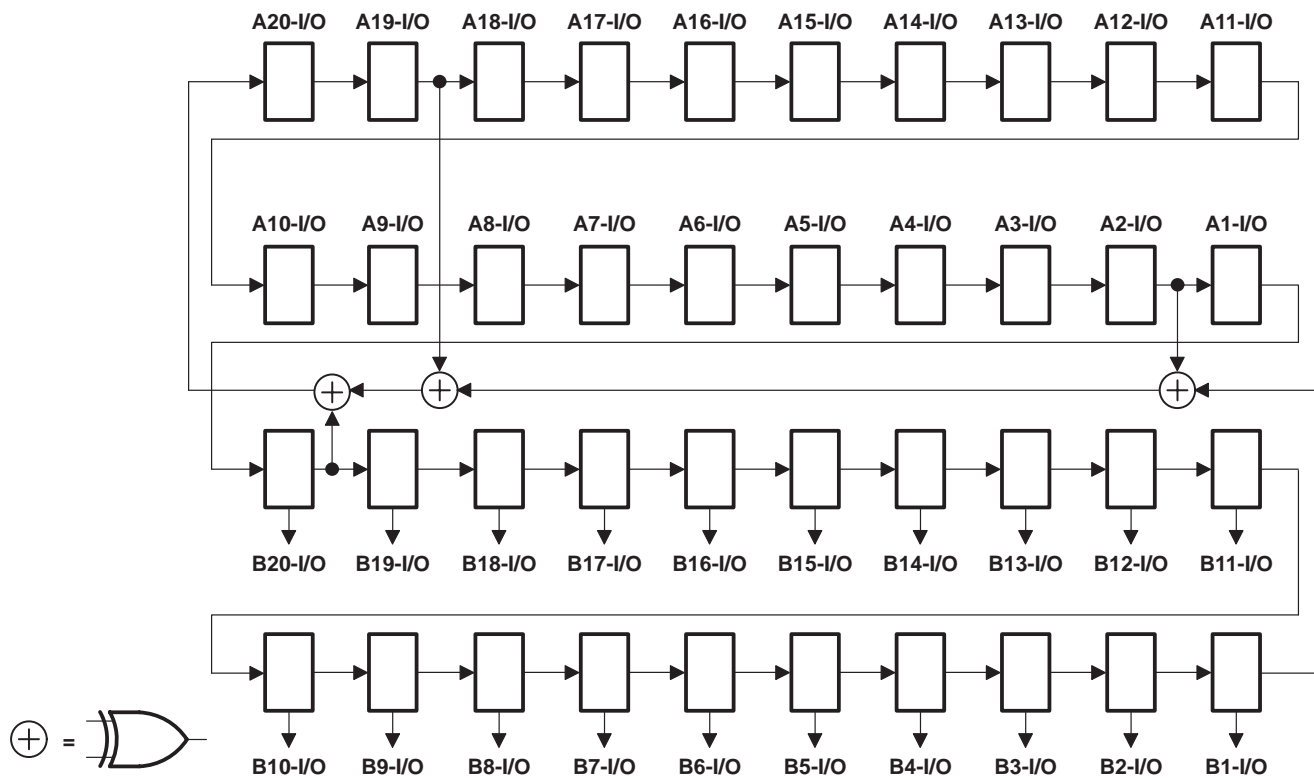 A20-I/O A19-I/O A18-I/O A17-I/O A16-I/O A15-I/O A14-I/O A13-I/O A12-I/O A11-I/O
A10-I/O A9-I/O A8-I/O A7-I/O A6-I/O A5-I/O A4-I/O A3-I/O A2-I/O A1-I/O
B20-I/O B19-I/O B18-I/O B17-I/O B16-I/O B15-I/O B14-I/O B13-I/O B12-I/O B11-I/O
=
B10-I/O B9-I/O B8-I/O B7-I/O B6-I/O B5-I/O B4-I/O B3-I/O B2-I/O B1-I/O